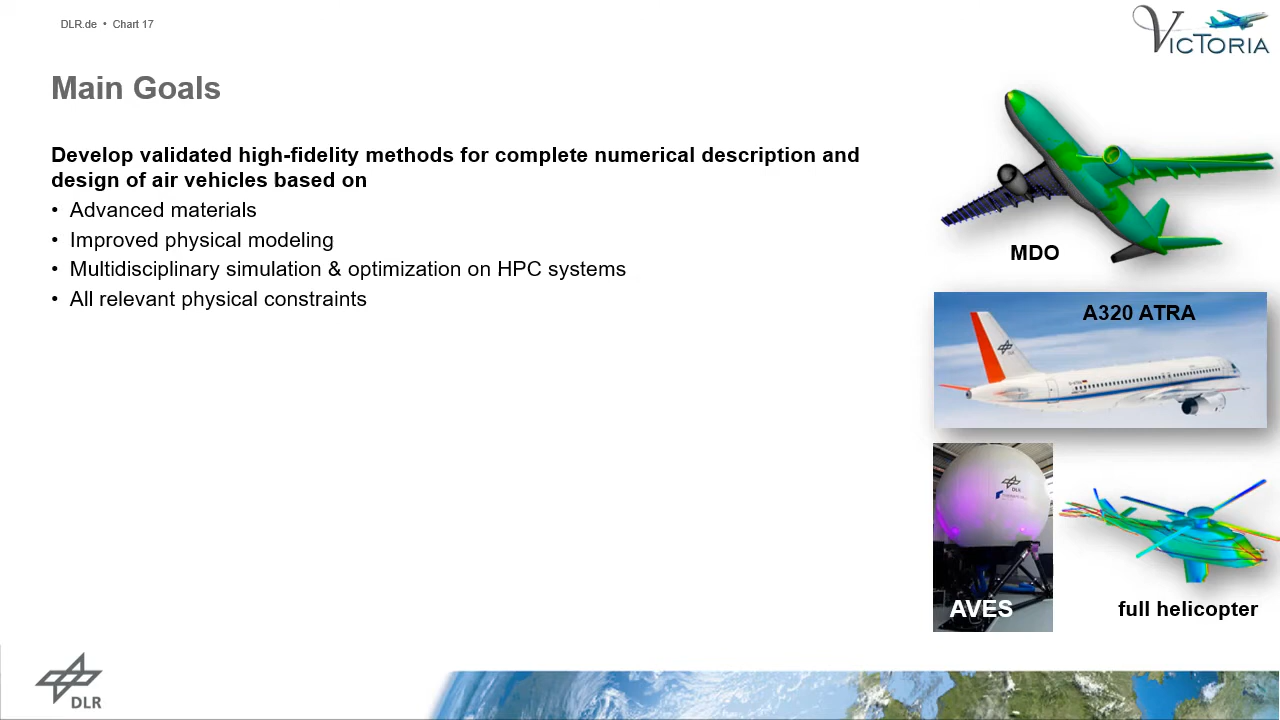 DLR.de • Chart 17
VicToria
Main Goals
Develop validated high-fidelity methods for complete numerical description and
design of air vehicles based on
• Advanced materials
• Improved physical modeling
• Multidisciplinary simulation & optimization on HPC systems
• All relevant physical constraints
MDO
A320 ATRA
DLR
AVES
full helicopter
DLR